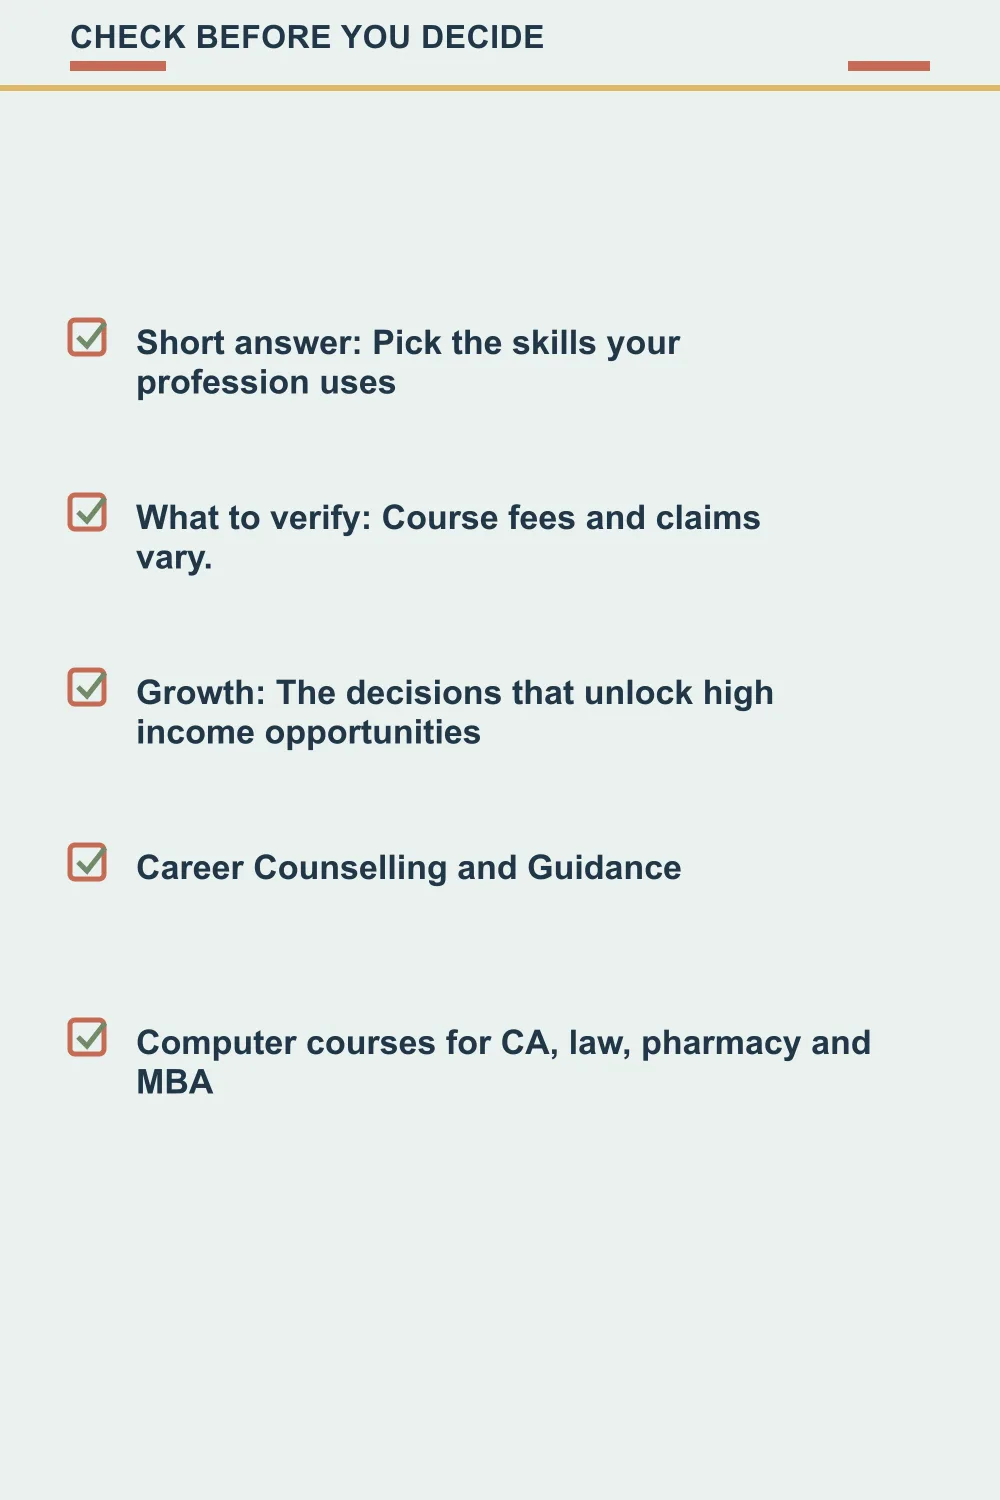 CHECK BEFORE YOU DECIDE
Short answer: Pick the skills your
profession uses
What to verify: Course fees and claims
vary.
Growth: The decisions that unlock high
income opportunities
Career Counselling and Guidance
Computer courses for CA, law, pharmacy and
MBA